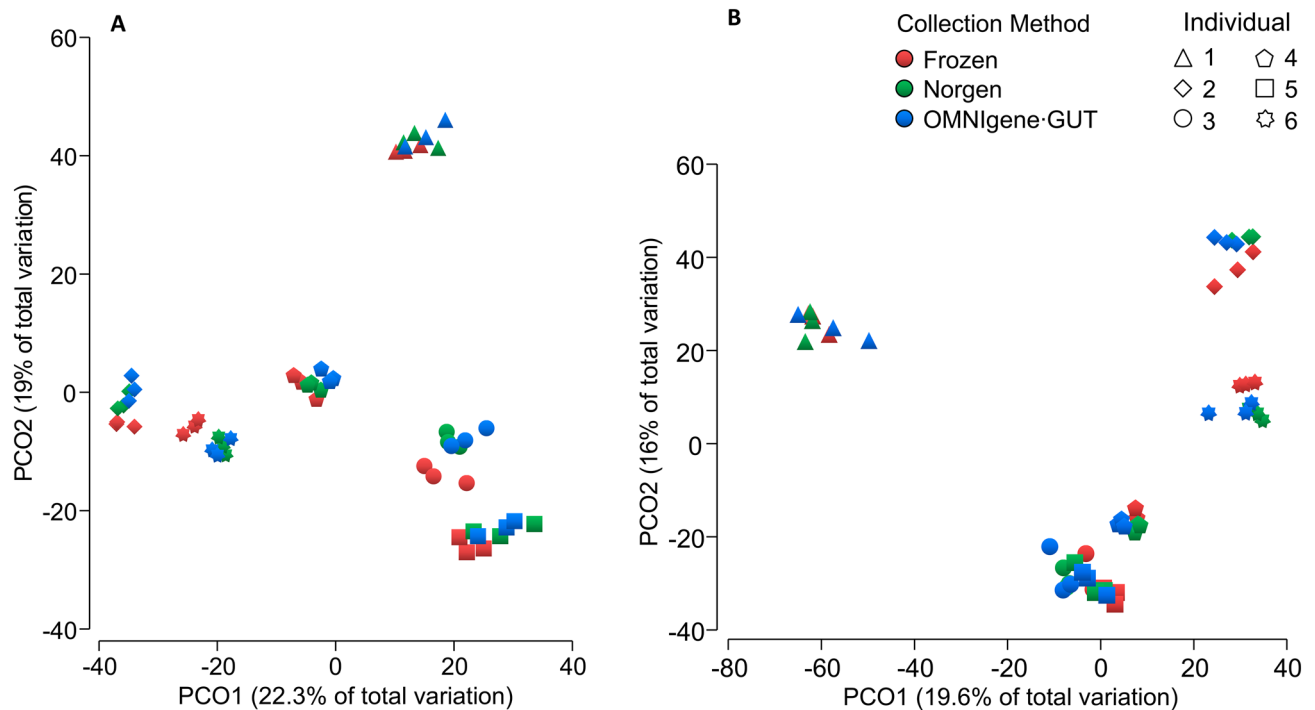 A
60
40
20
0
-20
-40
-40 -20 0 20 40
PCO2 (19% of total variation)
PCO1 (22.3% of total variation)
B
Collection Method
Frozen
Norgen
OMNIgene·GUT
Individual
1 4
2 5
3 6
60
40
20
0
-20
-40
-80 -60 -40 -20 0 20 40
PCO2 (16% of total variation)
PCO1 (19.6% of total variation)